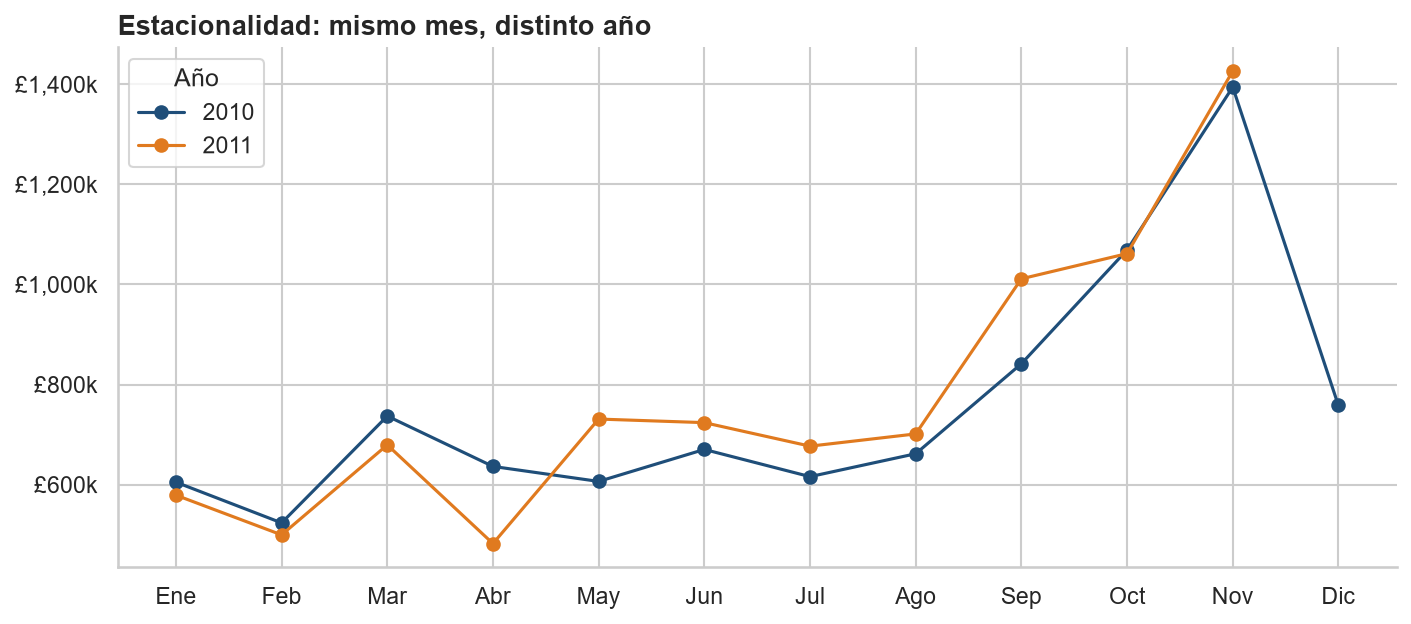 Estacionalidad: mismo mes, distinto año
Año
2010
2011
£1,400k
£1,200k
£1,000k
£800k
£600k
Ene Feb Mar Abr May Jun Jul Ago Sep Oct Nov Dic